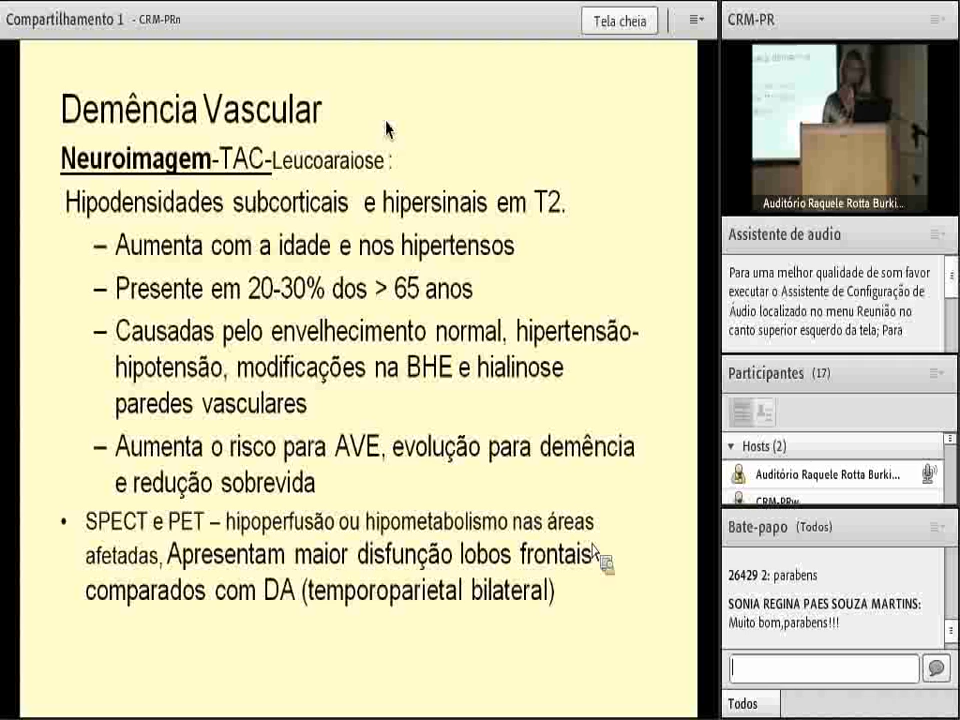 Compartilhamento 1 - CRM-PRn
Tela cheia
Demência Vascular
Neuroimagem-TAC-Leucoaraiose :
Hipodensidades subcorticais e hipersinais em T2.
– Aumenta com a idade e nos hipertensos
– Presente em 20-30% dos > 65 anos
– Causadas pelo envelhecimento normal, hipertensão-
hipotensão, modificações na BHE e hialinose
paredes vasculares
– Aumenta o risco para AVE, evolução para demência
e redução sobrevida
• SPECT e PET – hipoperfusão ou hipometabolismo nas áreas
afetadas, Apresentam maior disfunção lobos frontais
comparados com DA (temporoparietal bilateral)
CRM-PR
Auditório Raquele Rotta Burki...
Assistente de audio
Para uma melhor qualidade de som favor
executar o Assistente de Configuração de
Áudio localizado no menu Reunião no
canto superior esquerdo da tela; Para
Participantes (17)
Hosts (2)
Auditório Raquele Rotta Burki...
CRM-PRw
Bate-papo (Todos)
26429 2: parabens
SONIA REGINA PAES SOUZA MARTINS:
Muito bom,parabens!!!
Todos